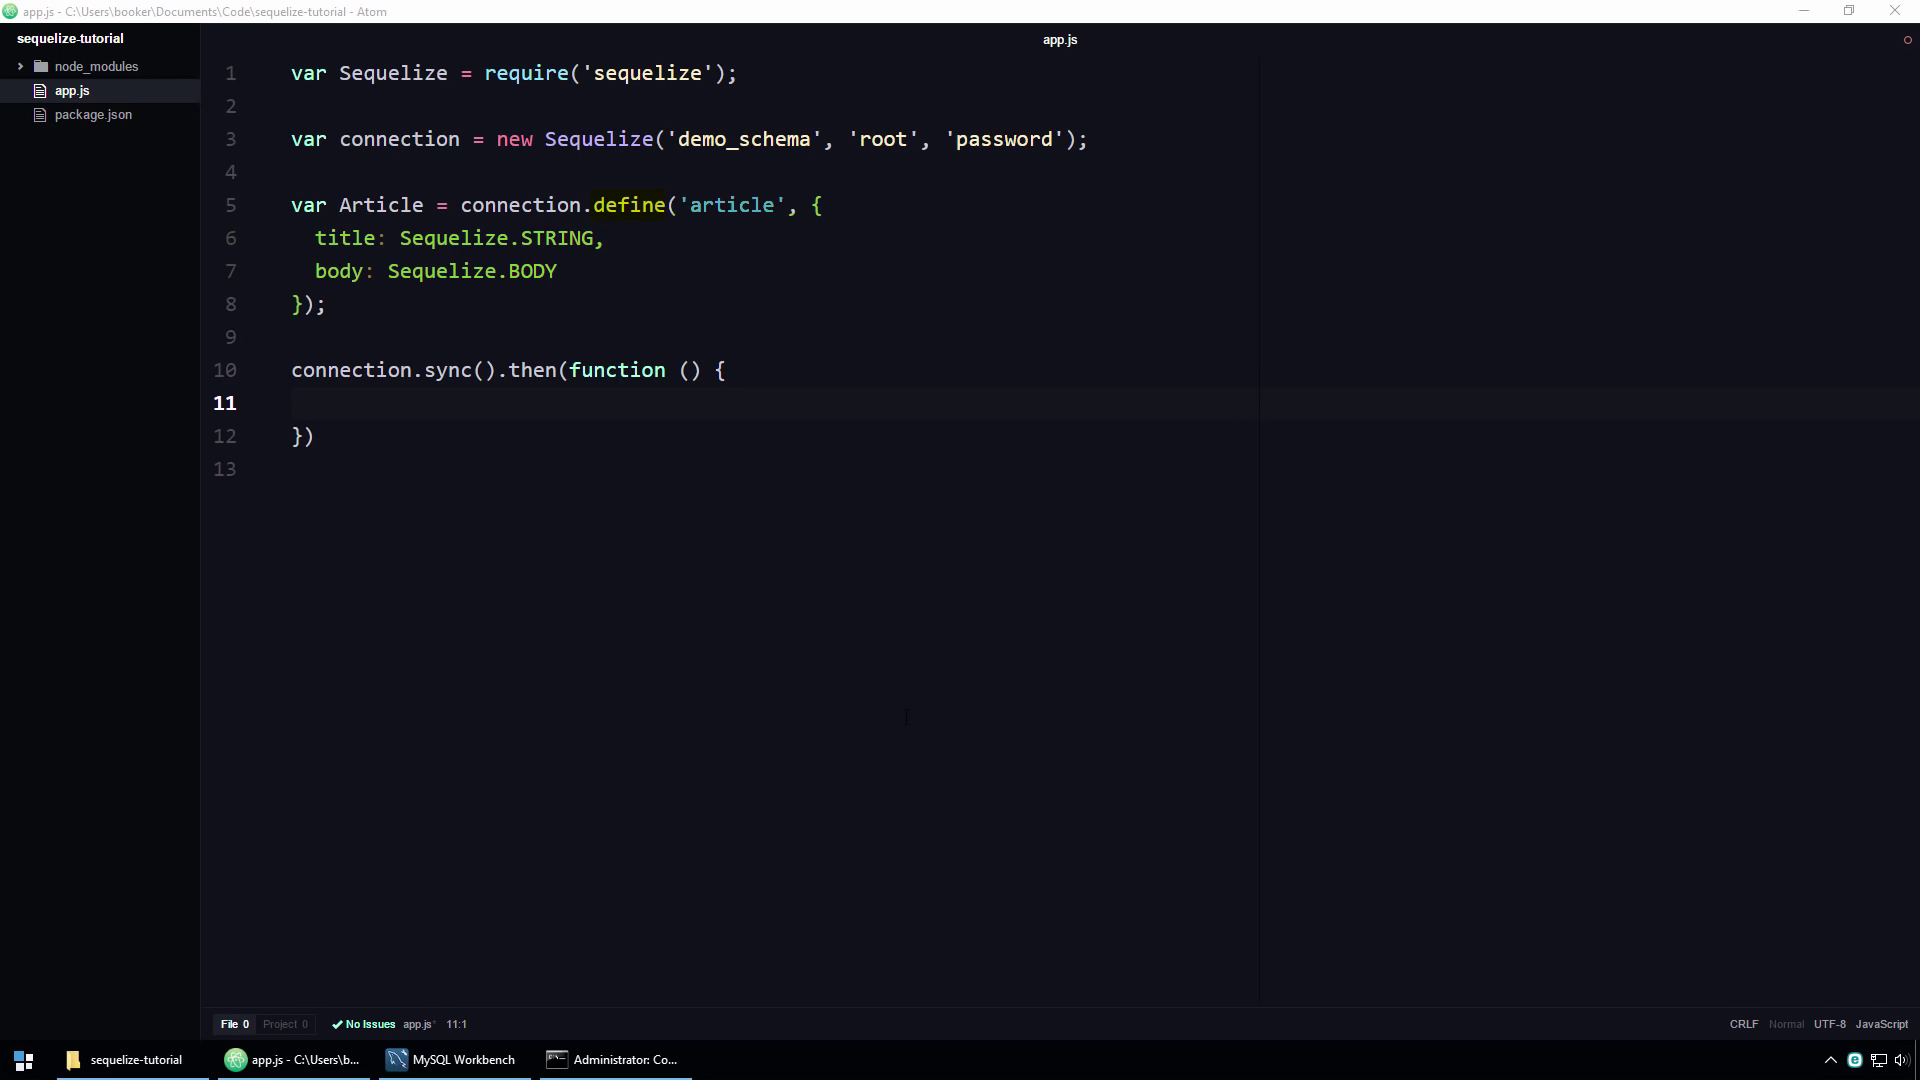 app.js - C:\Users\booker\Documents\Code\sequelize-tutorial - Atom
sequelize-tutorial
node_modules
app.js
package.json
app.js
1 var Sequelize = require('sequelize');
2
3 var connection = new Sequelize('demo_schema', 'root', 'password');
4
5 var Article = connection.define('article', {
6 title: Sequelize.STRING,
7 body: Sequelize.BODY
8 });
9
10 connection.sync().then(function () {
11
12 })
13
File 0 Project 0 No Issues app.js* 11:1 CRLF Normal UTF-8 JavaScript
sequelize-tutorial app.js - C:\Users\b... MySQL Workbench Administrator: Co...